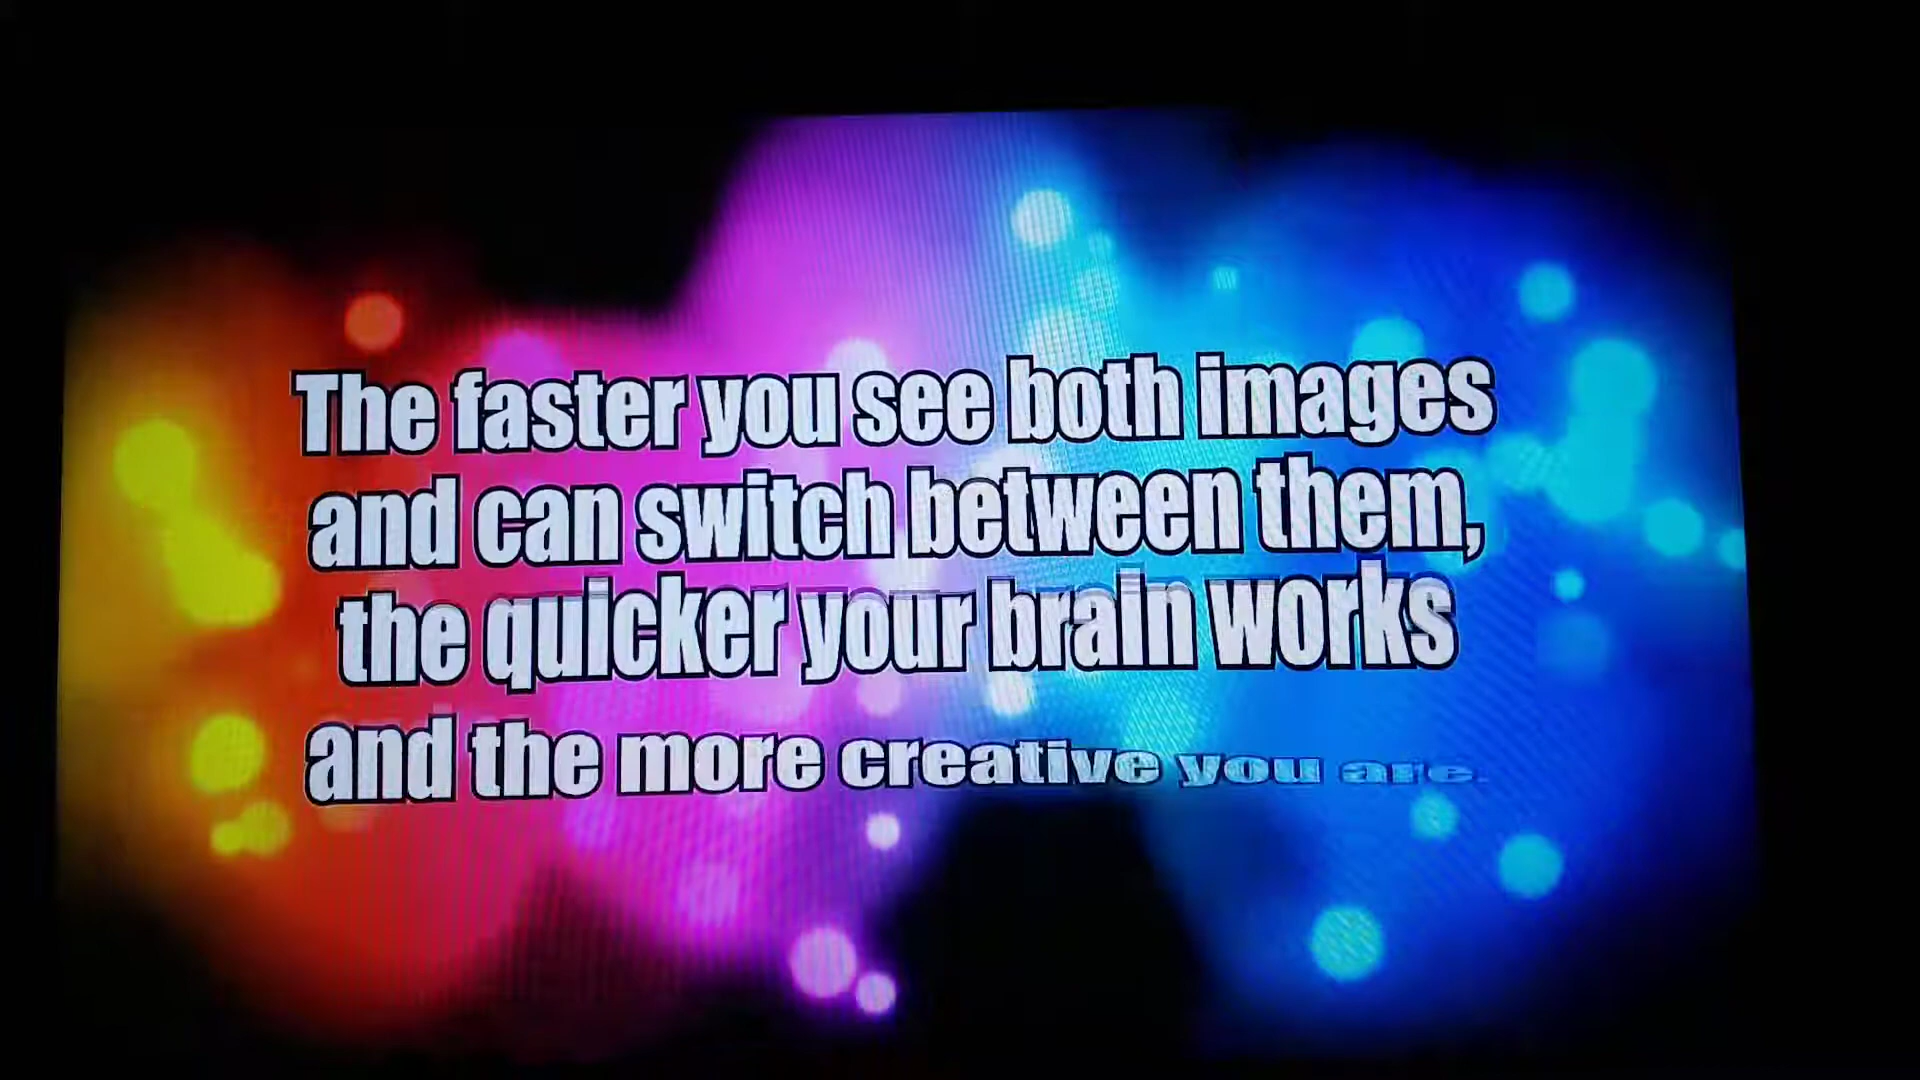 The faster you see both images
and can switch between them,
the quicker your brain works
and the more creative you are.